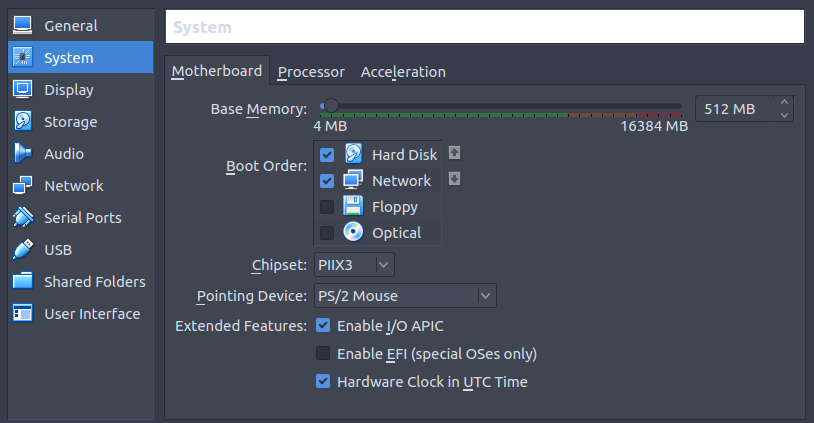 General
System
Display
Storage
Audio
Network
Serial Ports
USB
Shared Folders
User Interface
System
Motherboard Processor Acceleration
Base Memory: 512 MB
4 MB 16384 MB
Boot Order: Hard Disk
Network
Floppy
Optical
Chipset: PIIX3
Pointing Device: PS/2 Mouse
Extended Features: Enable I/O APIC
Enable EFI (special OSes only)
Hardware Clock in UTC Time